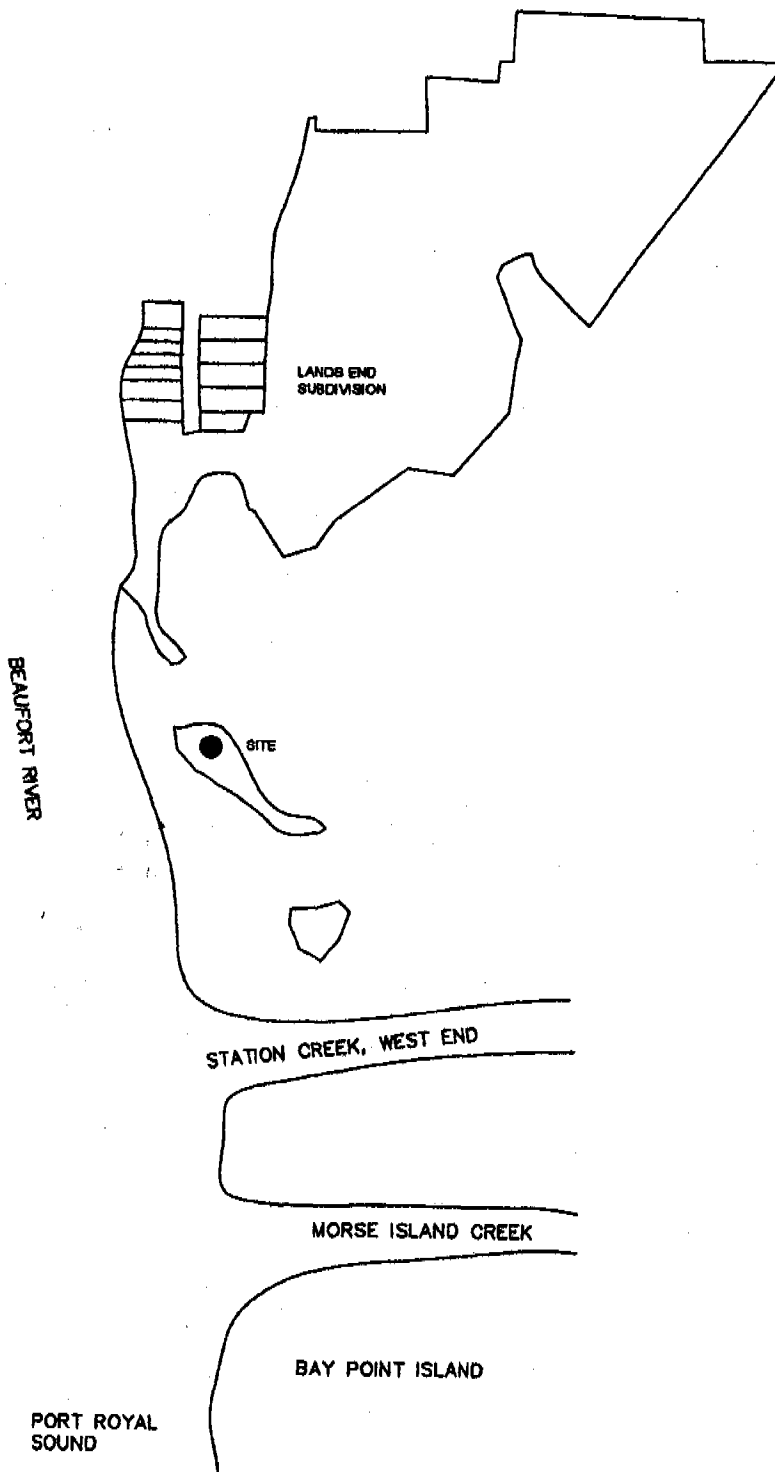 LANDS END
SUBDIVISION
BEAUFORT RIVER
SITE
STATION CREEK, WEST END
MORSE ISLAND CREEK
BAY POINT ISLAND
PORT ROYAL
SOUND